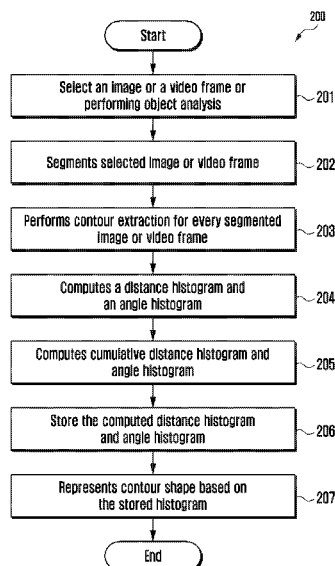 200
Start
Select an image or a video frame or
performing object analysis
201
Segments selected image or video frame
202
Performs contour extraction for every segmented
image or video frame
203
Computes a distance histogram and
an angle histogram
204
Computes cumulative distance histogram and
angle histogram
205
Store the computed distance histogram
and angle histogram
206
Represents contour shape based on
the stored histogram
207
End